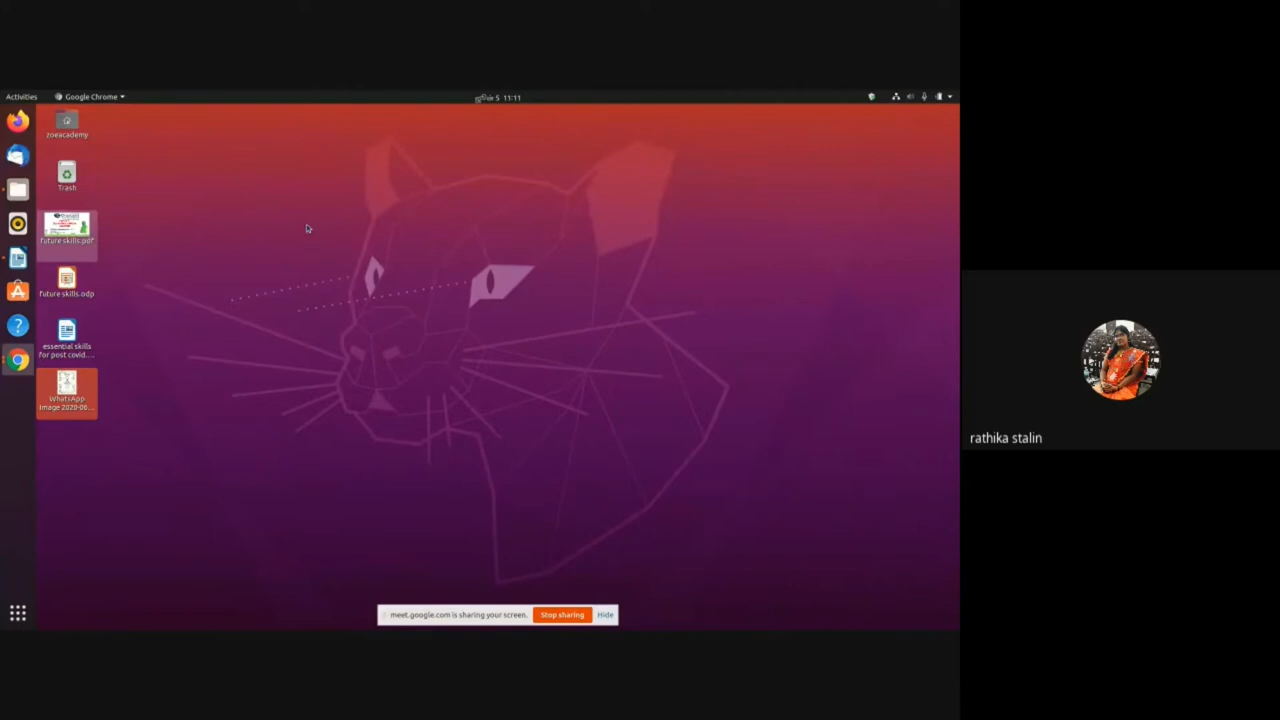 Activities
Google Chrome
ஜூன் 5 11:11
zoeacademy
Trash
future skills.pdf
future skills.odp
essential skills
for post covid....
WhatsApp
Image 2020-06...
meet.google.com is sharing your screen.
Stop sharing
Hide
rathika stalin